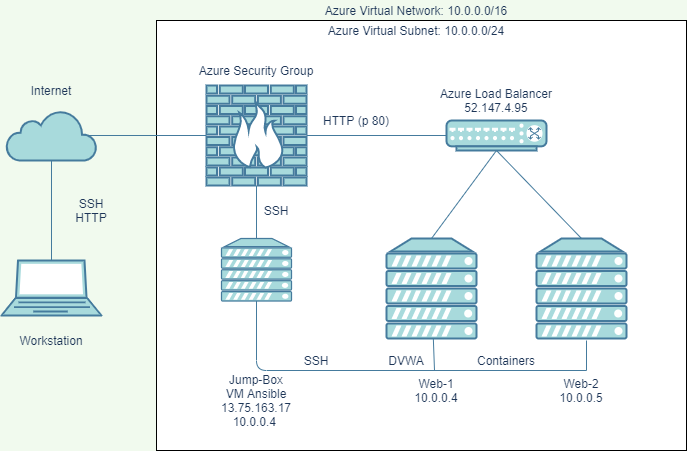 Azure Virtual Network: 10.0.0.0/16
Azure Virtual Subnet: 10.0.0.0/24
Azure Security Group
Internet
Azure Load Balancer
52.147.4.95
HTTP (p 80)
SSH
HTTP
SSH
Workstation
SSH
DVWA
Containers
Jump-Box
VM Ansible
13.75.163.17
10.0.0.4
Web-1
10.0.0.4
Web-2
10.0.0.5